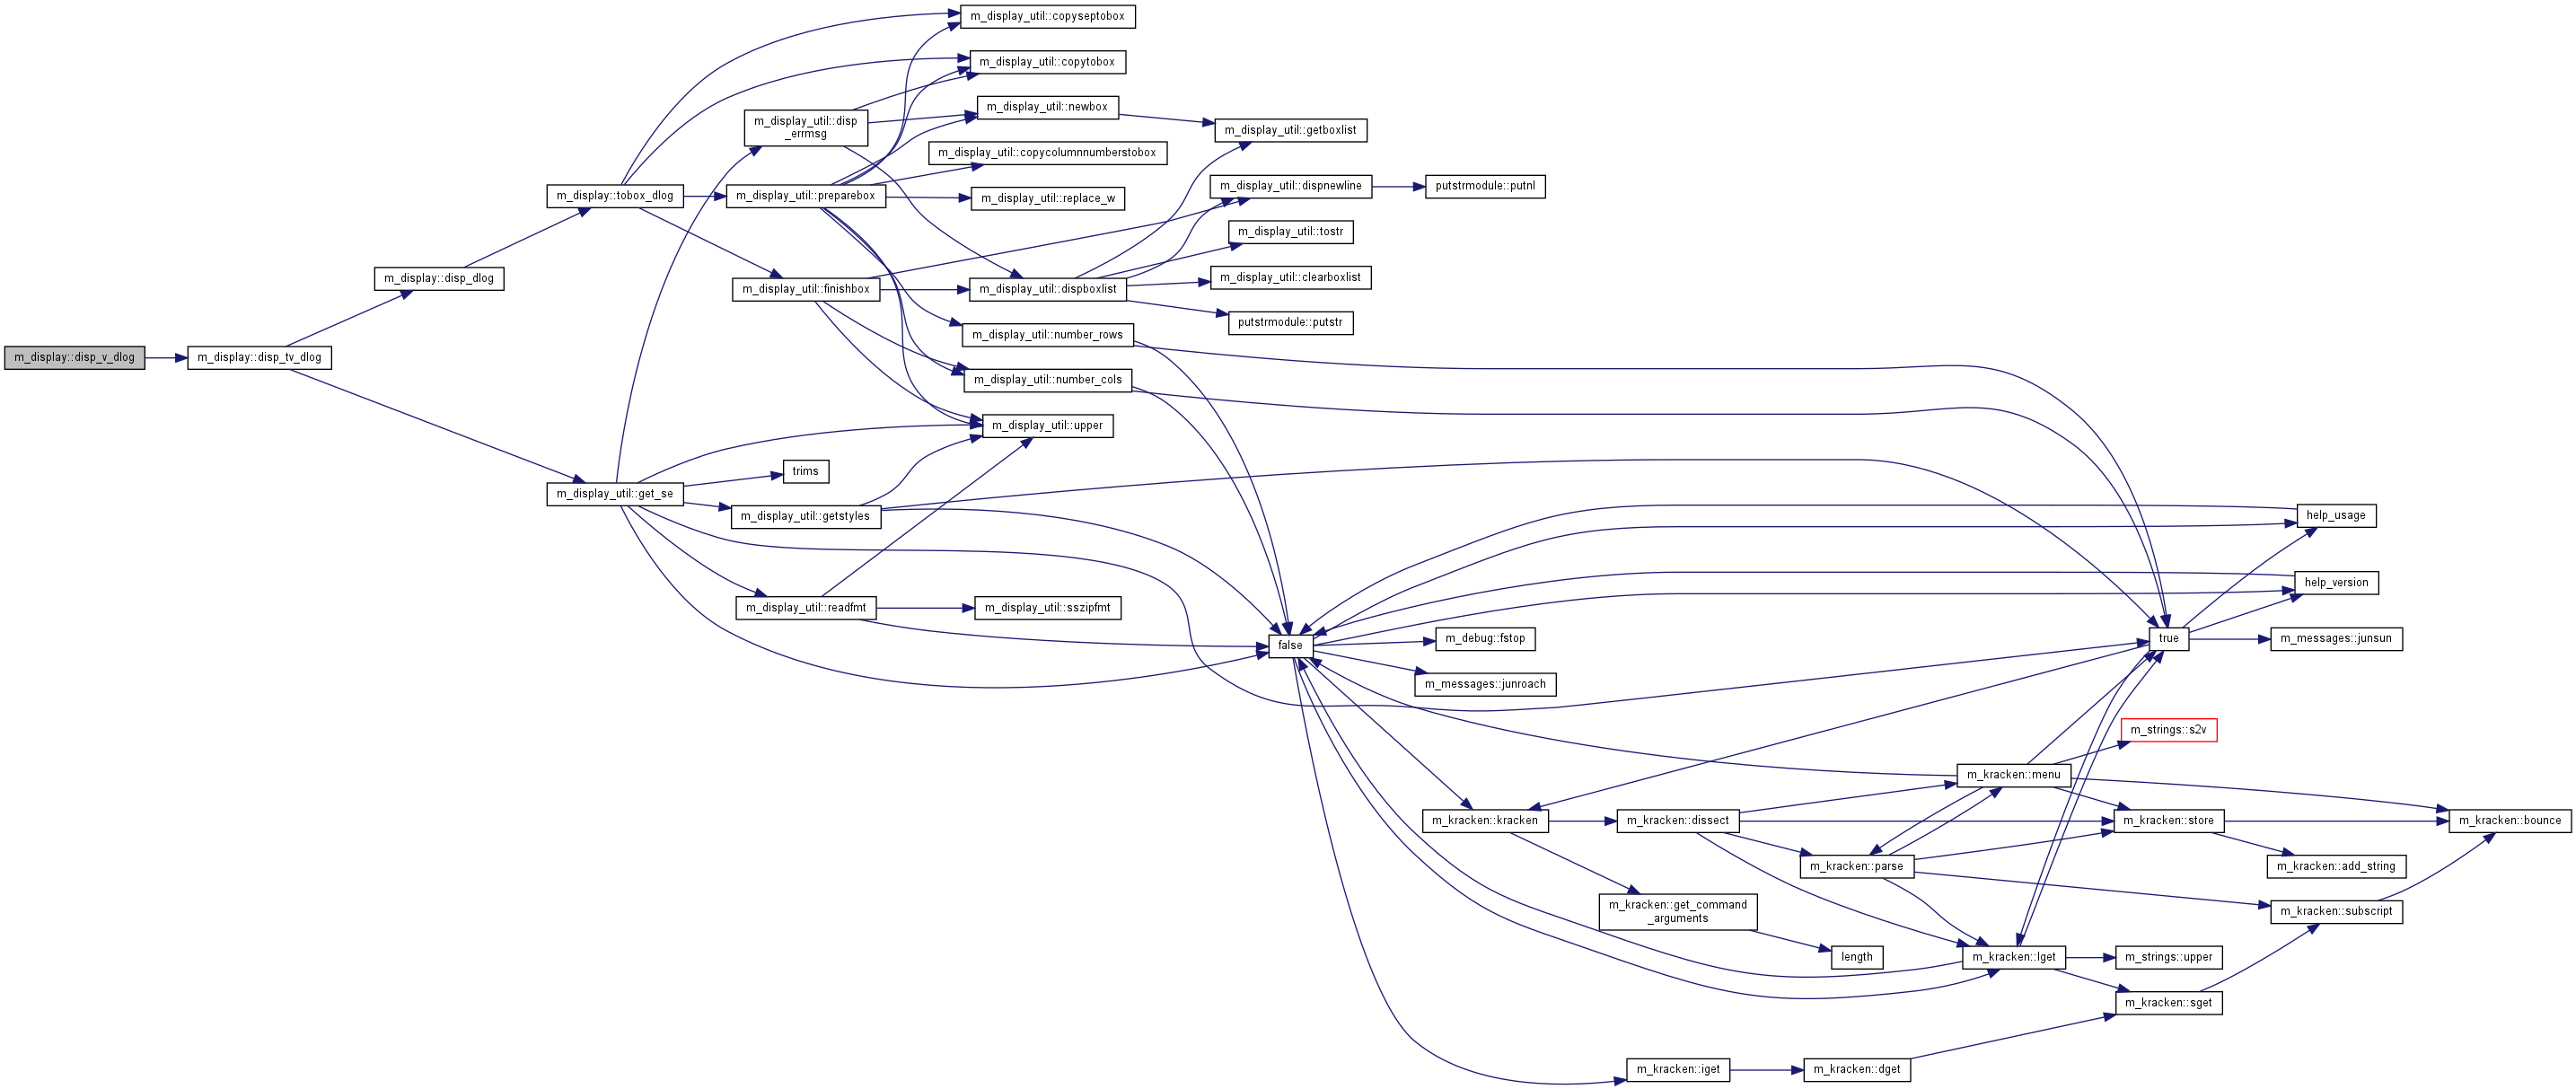 m_display::disp_v_dlog
m_display::disp_tv_dlog
m_display::disp_dlog
m_display_util::get_se
m_display::tobox_dlog
m_display_util::disp
_errmsg
m_display_util::preparebox
m_display_util::finishbox
trims
m_display_util::getstyles
m_display_util::readfmt
m_display_util::copyseptobox
m_display_util::copytobox
m_display_util::newbox
m_display_util::copycolumnnumberstobox
m_display_util::replace_w
m_display_util::dispboxlist
m_display_util::number_rows
m_display_util::number_cols
m_display_util::upper
m_display_util::sszipfmt
m_display_util::getboxlist
m_display_util::dispnewline
m_display_util::tostr
m_display_util::clearboxlist
putstrmodule::putstr
putstrmodule::putnl
false
m_debug::fstop
m_messages::junroach
m_kracken::kracken
m_kracken::dissect
m_kracken::get_command
_arguments
m_kracken::iget
m_kracken::parse
length
m_kracken::dget
m_kracken::menu
m_kracken::lget
true
m_strings::s2v
m_kracken::store
m_strings::upper
m_kracken::sget
help_usage
help_version
m_messages::junsun
m_kracken::add_string
m_kracken::subscript
m_kracken::bounce